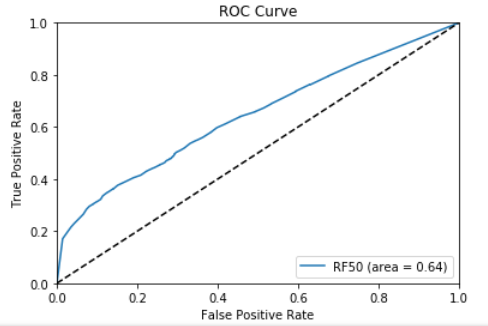 ROC Curve
1.0
0.8
0.6
0.4
0.2
0.0
True Positive Rate
RF50 (area = 0.64)
0.0 0.2 0.4 0.6 0.8 1.0
False Positive Rate